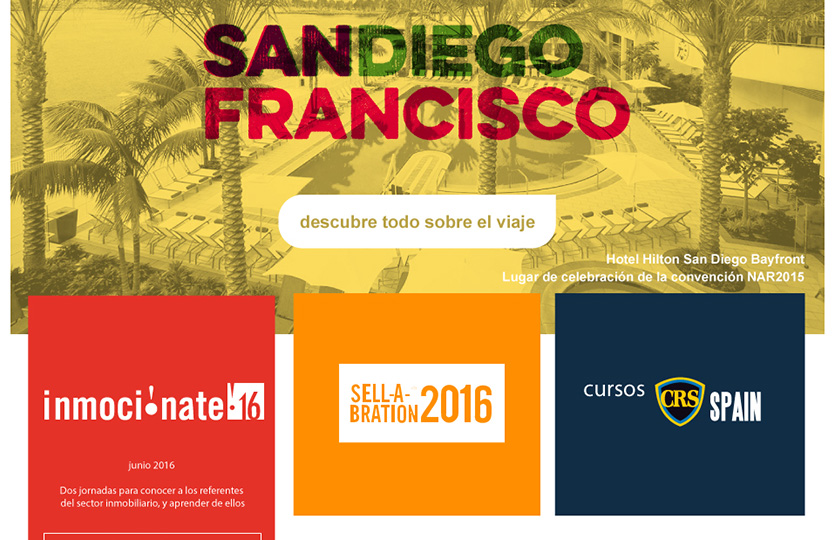 SANDIEGO
FRANCISCO
descubre todo sobre el viaje
Hotel Hilton San Diego Bayfront
Lugar de celebración de la convención NAR2015
inmoci!nate!16
junio 2016
Dos jornadas para conocer a los referentes
del sector inmobiliario, y aprender de ellos
SELL-A-
BRATION 2016
cursos CRS SPAIN